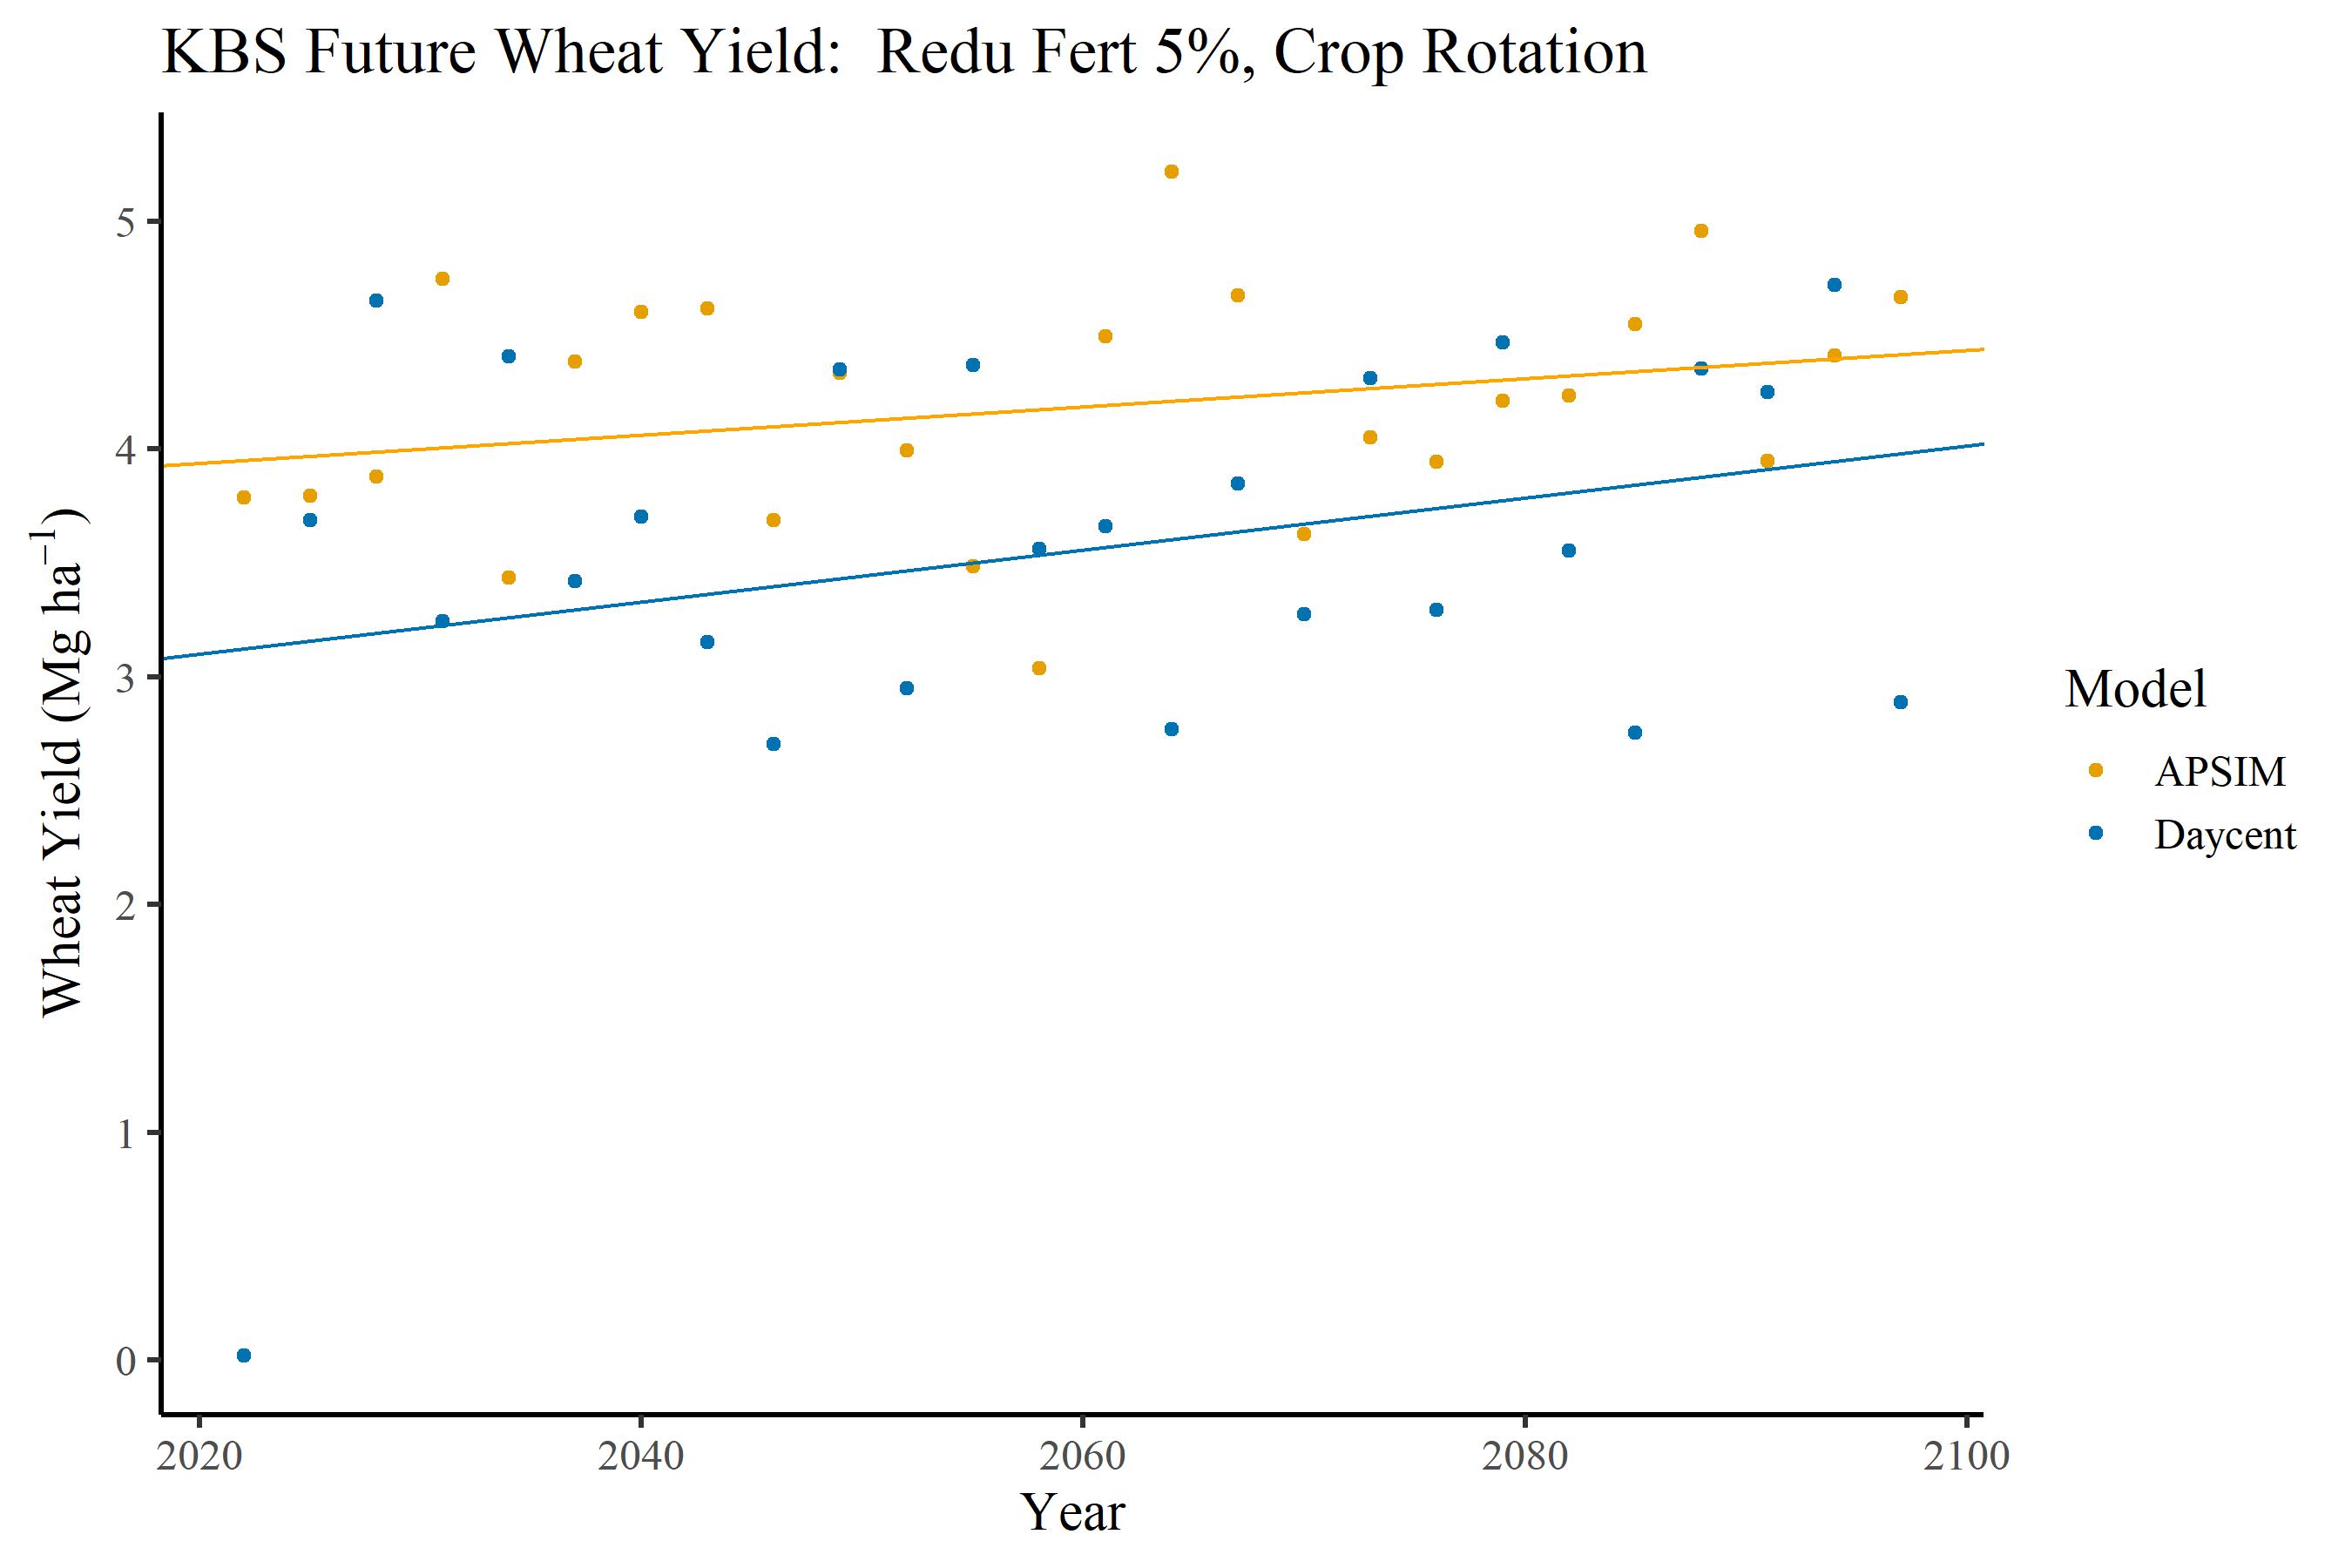 KBS Future Wheat Yield:  Redu Fert 5%, Crop Rotation
Wheat Yield (Mg ha⁻¹)
5
4
3
2
1
0
2020 2040 2060 2080 2100
Year
Model
APSIM
Daycent